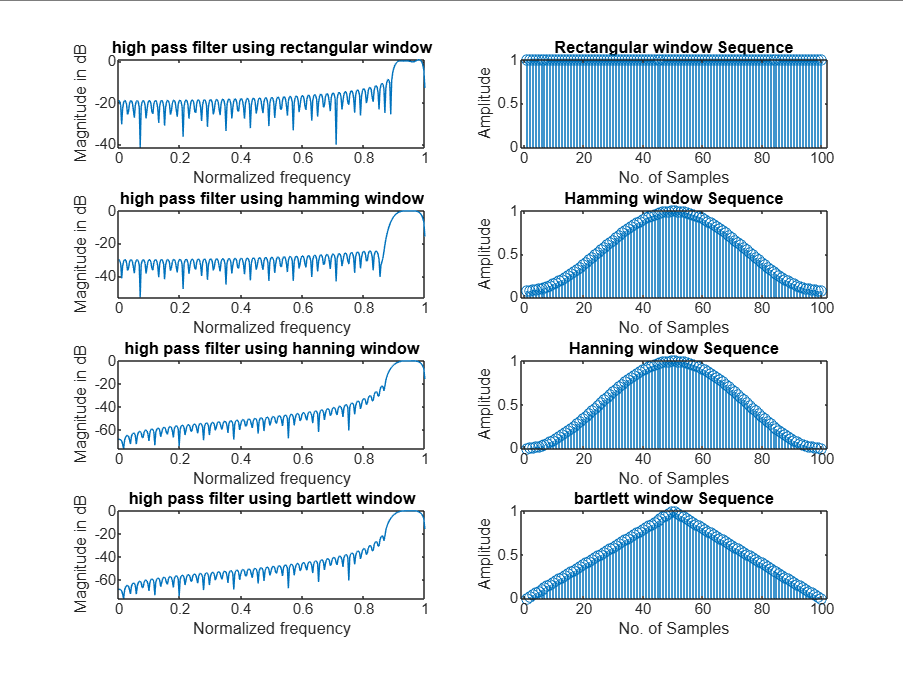 high pass filter using rectangular window
Magnitude in dB
0
-20
-40
0 0.2 0.4 0.6 0.8 1
Normalized frequency
Rectangular window Sequence
Amplitude
1
0.5
0
0 20 40 60 80 100
No. of Samples
high pass filter using hamming window
Magnitude in dB
0
-20
-40
0 0.2 0.4 0.6 0.8 1
Normalized frequency
Hamming window Sequence
Amplitude
1
0.5
0
0 20 40 60 80 100
No. of Samples
high pass filter using hanning window
Magnitude in dB
0
-20
-40
-60
0 0.2 0.4 0.6 0.8 1
Normalized frequency
Hanning window Sequence
Amplitude
1
0.5
0
0 20 40 60 80 100
No. of Samples
high pass filter using bartlett window
Magnitude in dB
0
-20
-40
-60
0 0.2 0.4 0.6 0.8 1
Normalized frequency
bartlett window Sequence
Amplitude
1
0.5
0
0 20 40 60 80 100
No. of Samples